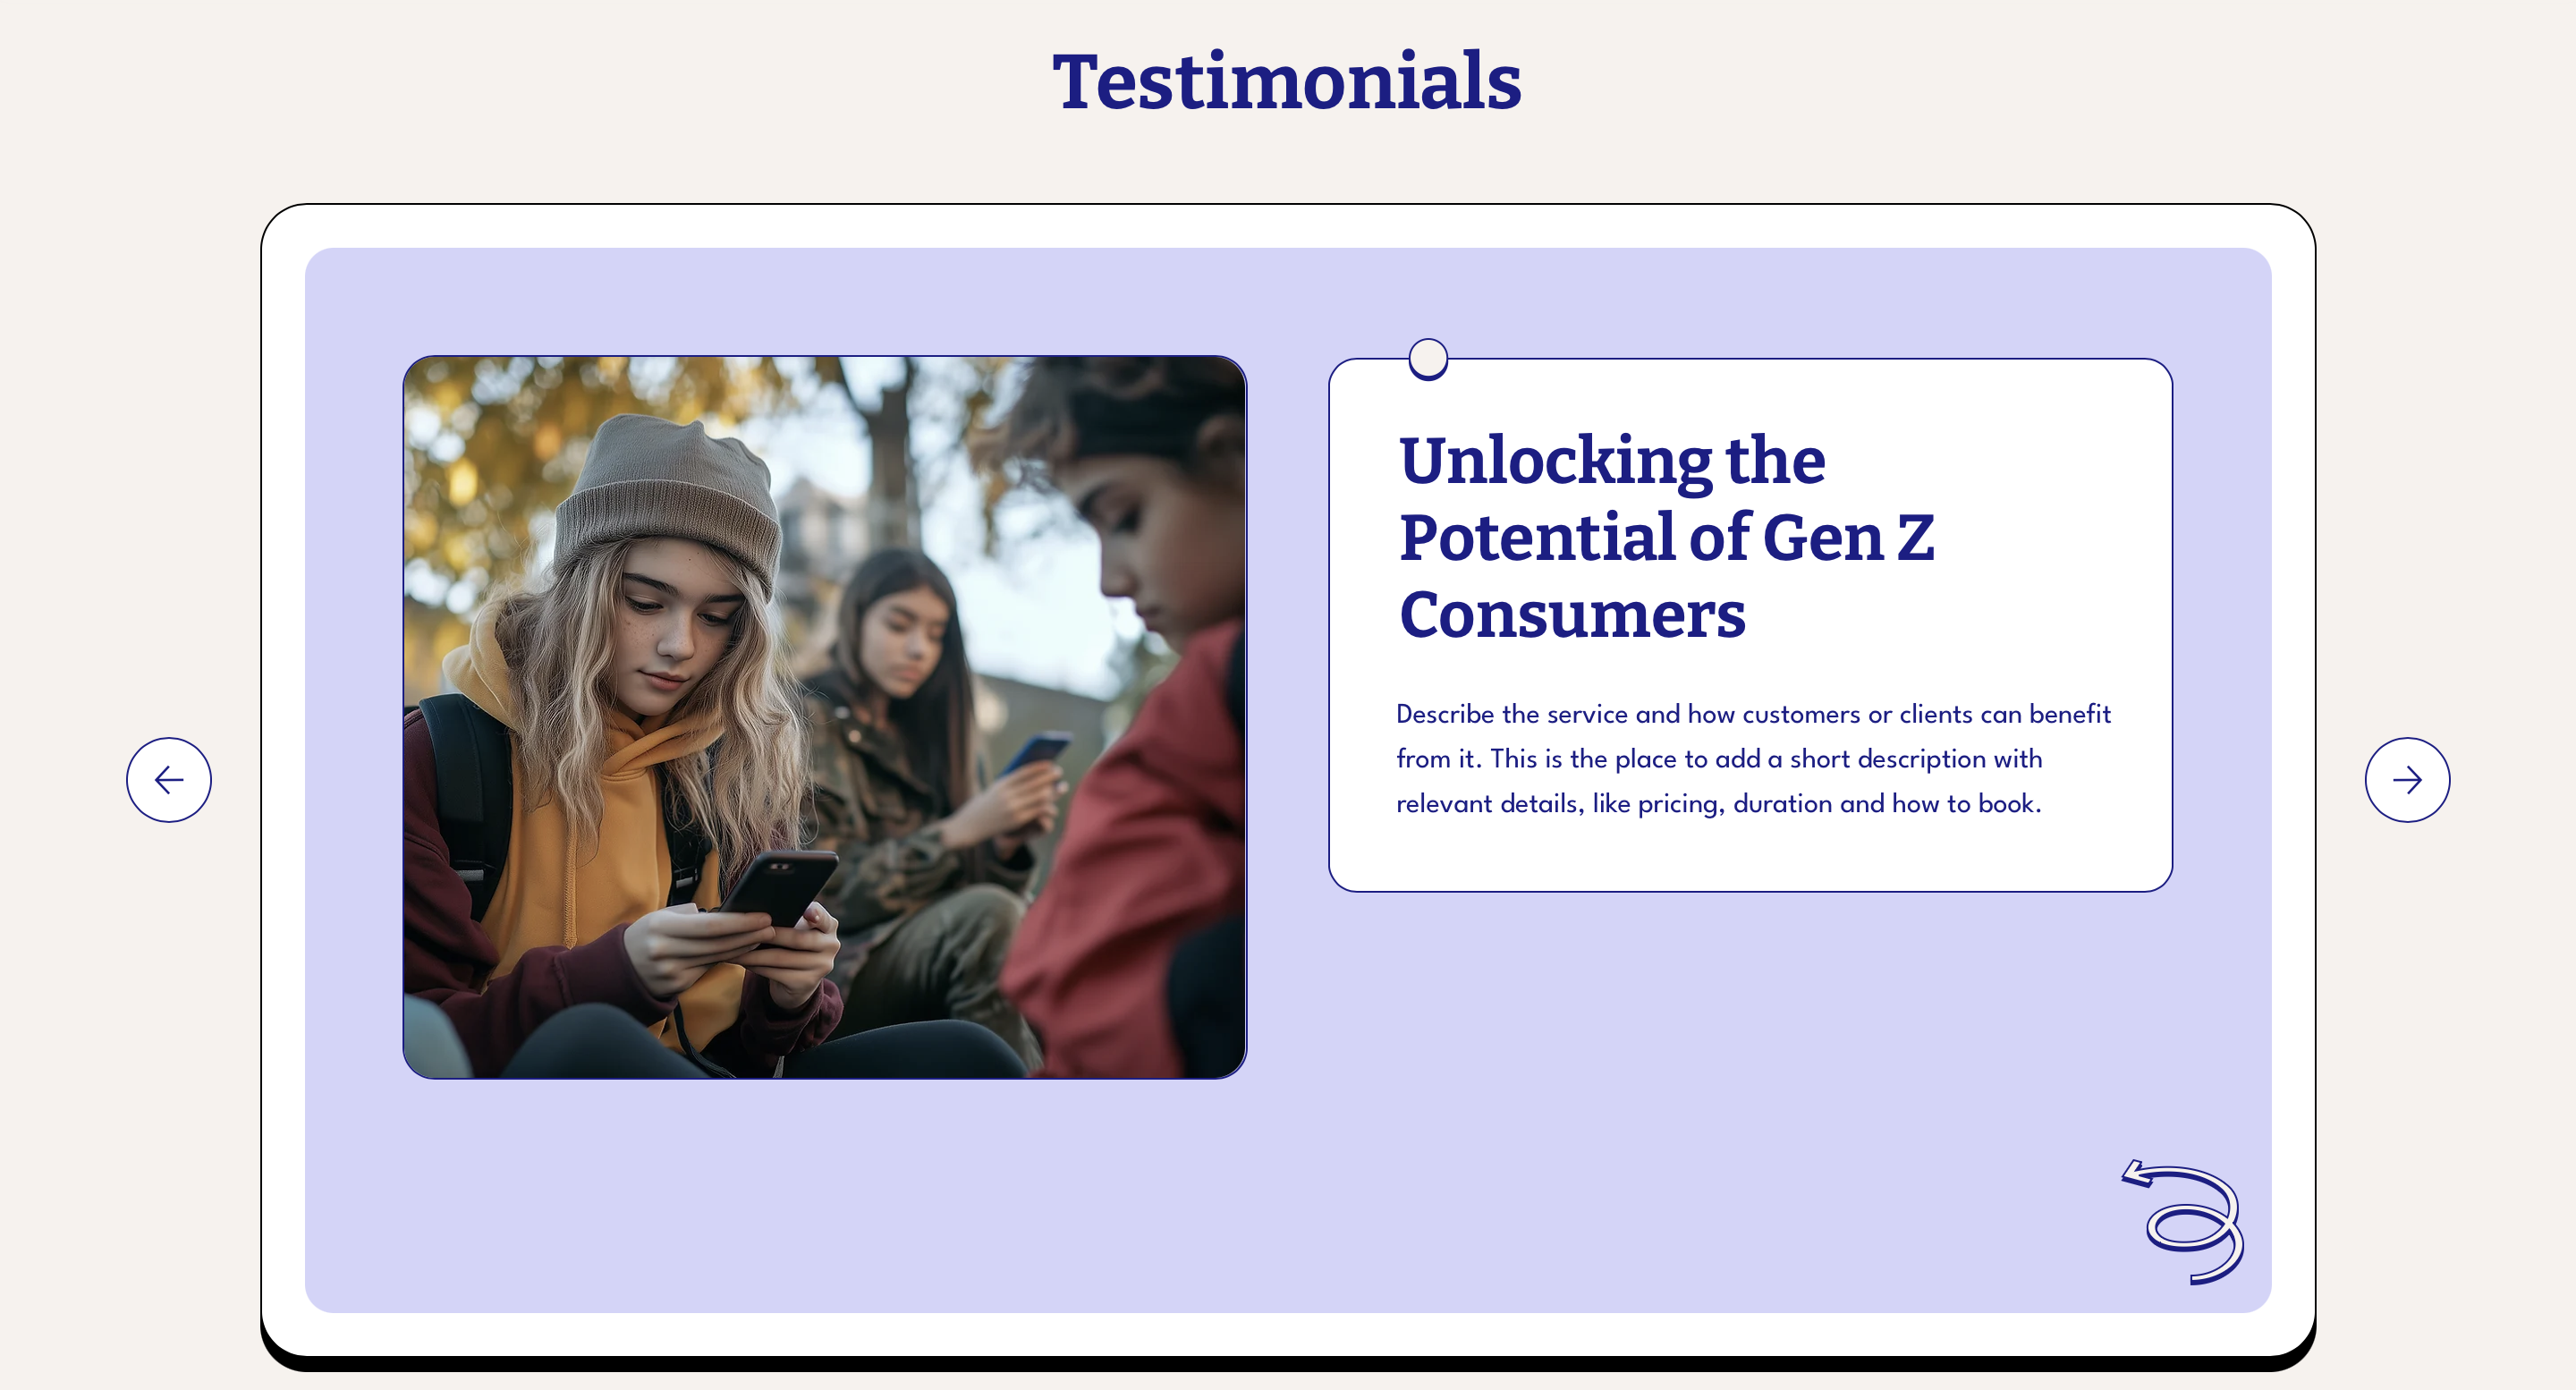 Testimonials
Unlocking the
Potential of Gen Z
Consumers
Describe the service and how customers or clients can benefit
from it. This is the place to add a short description with
relevant details, like pricing, duration and how to book.